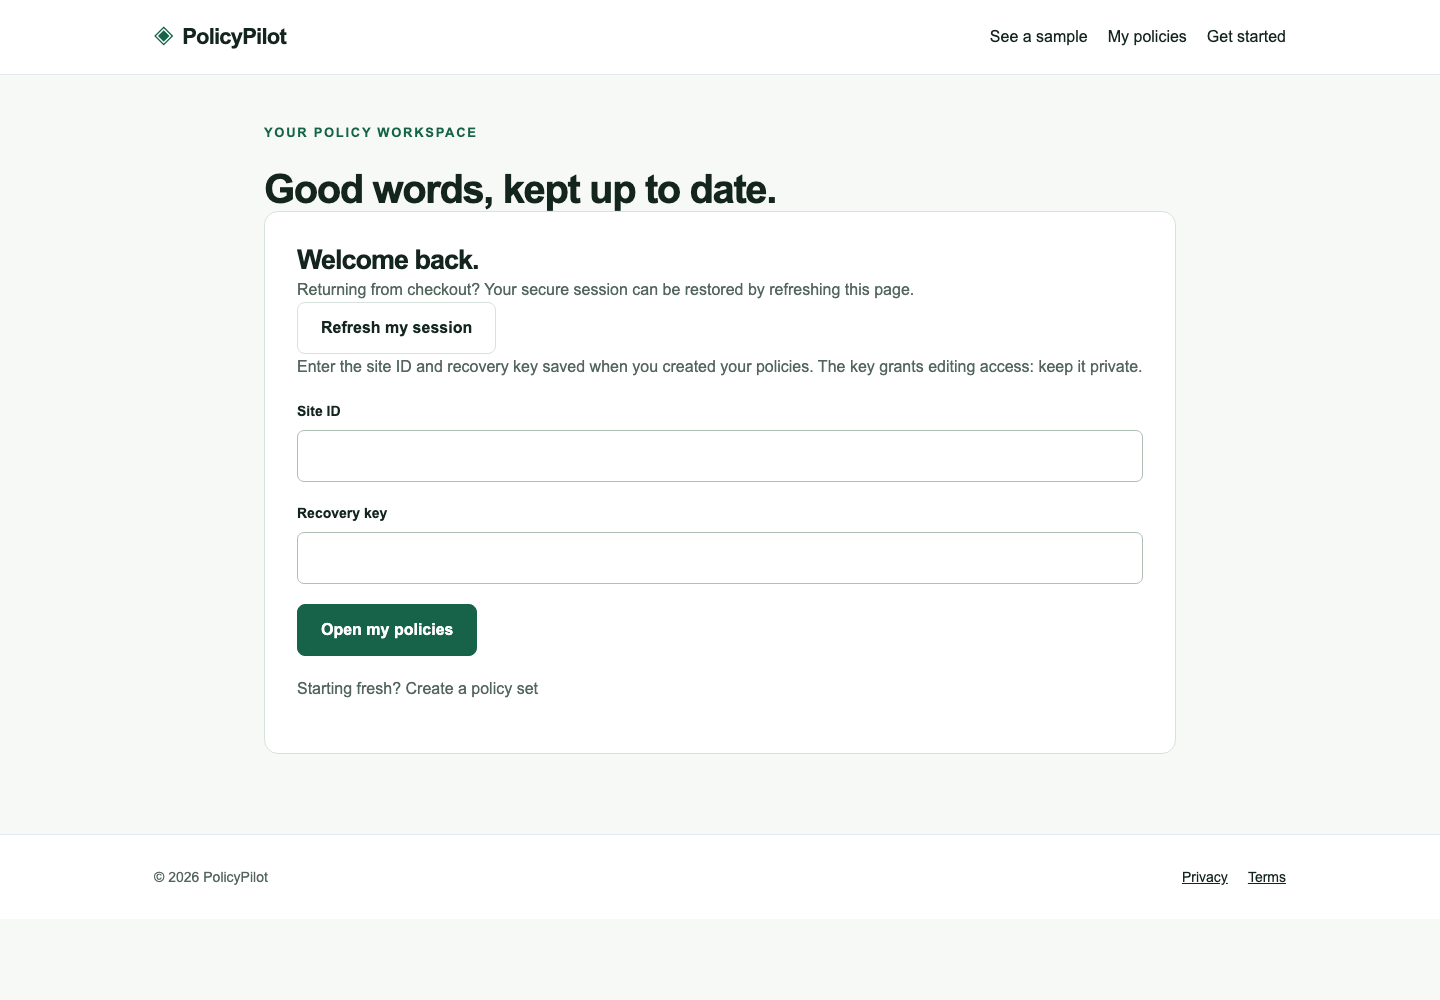 PolicyPilot
See a sample
My policies
Get started
YOUR POLICY WORKSPACE
Good words, kept up to date.
Welcome back.
Returning from checkout? Your secure session can be restored by refreshing this page.
Refresh my session
Enter the site ID and recovery key saved when you created your policies. The key grants editing access: keep it private.
Site ID
Recovery key
Open my policies
Starting fresh? Create a policy set
© 2026 PolicyPilot
Privacy
Terms